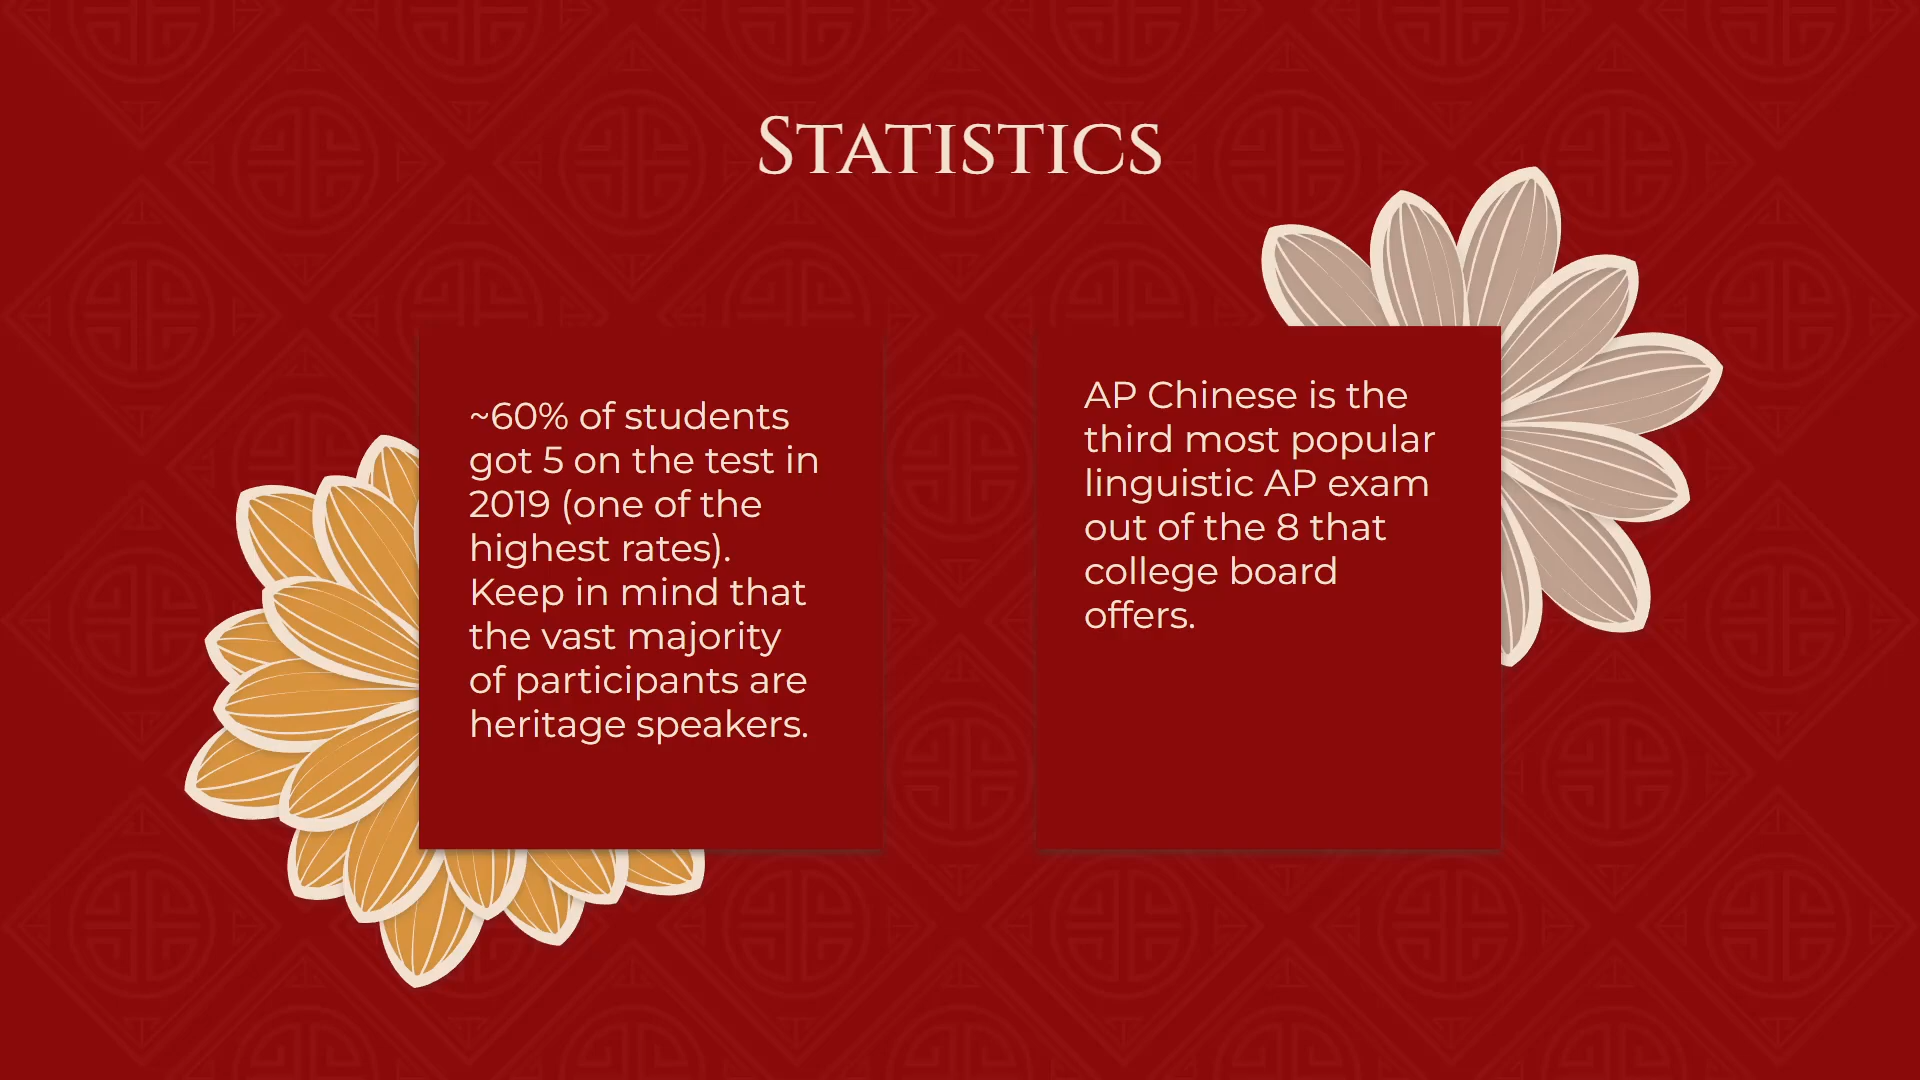 Statistics
~60% of students
got 5 on the test in
2019 (one of the
highest rates).
Keep in mind that
the vast majority
of participants are
heritage speakers.
AP Chinese is the
third most popular
linguistic AP exam
out of the 8 that
college board
offers.